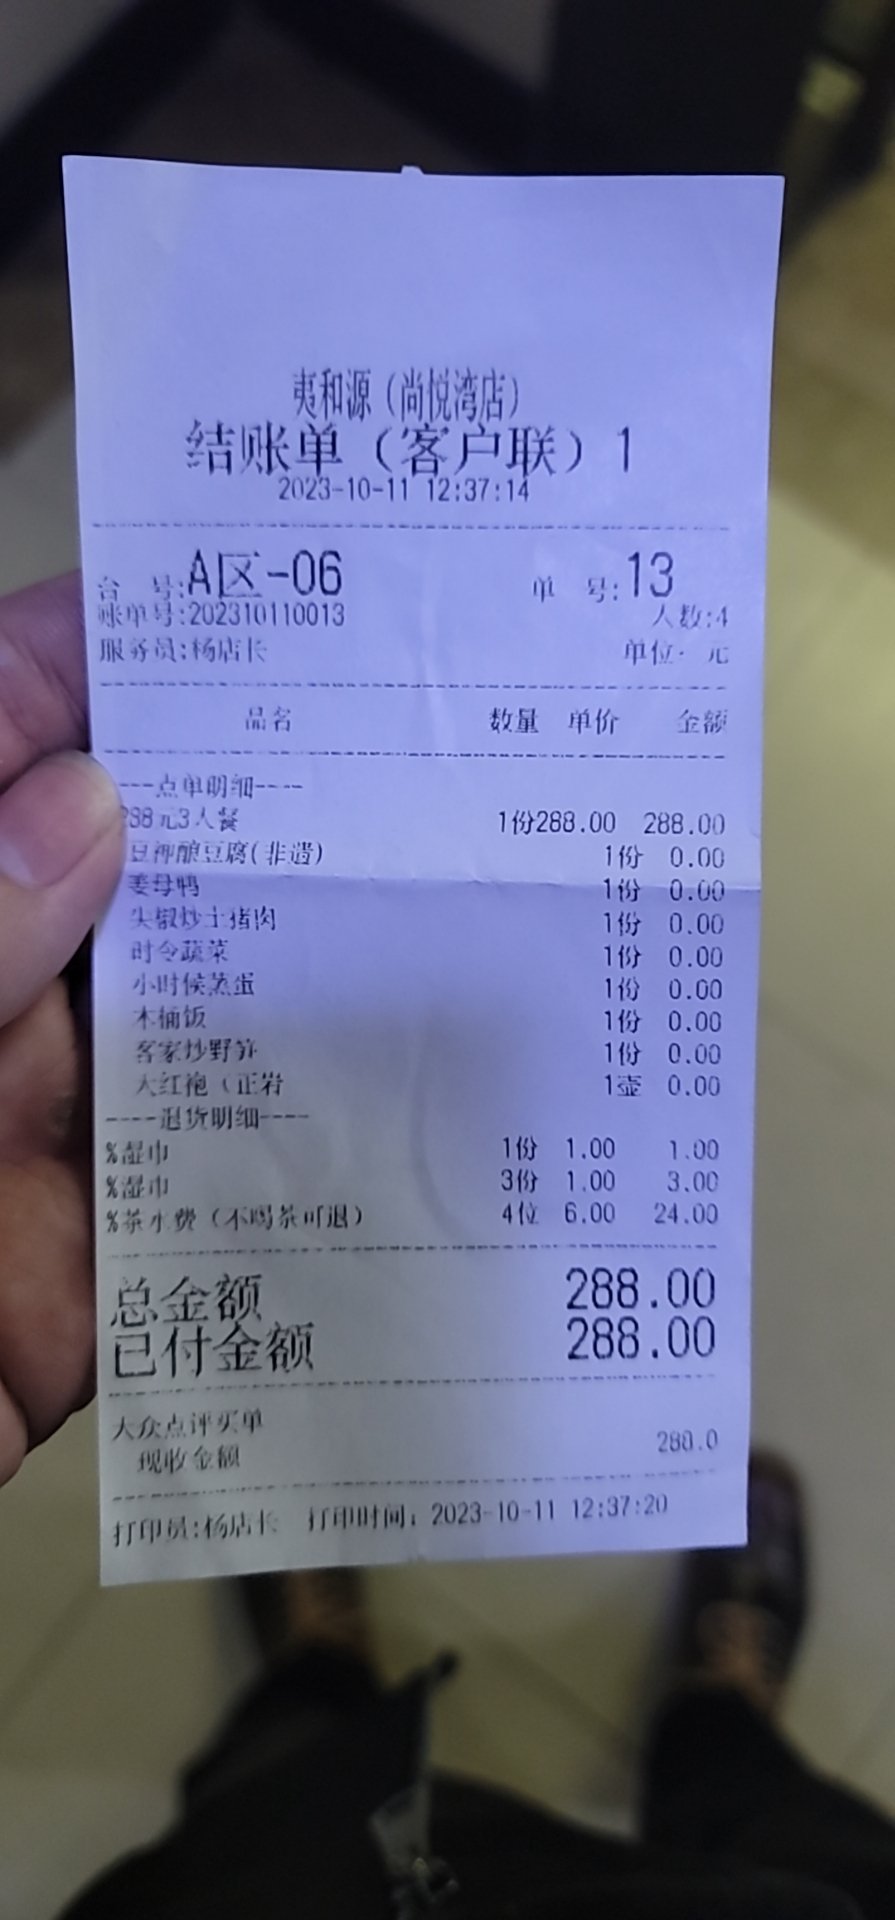 夷和源（尚悦湾店）
结账单（客户联）1
2023-10-11 12:37:14
台 号:A区-06 单 号:13
账单号:202310110013 人数:4
服务员:杨店长 单位: 元
品名 数量 单价 金额
----点单明细----
288元3人餐 1份288.00 288.00
豆神酿豆腐(非遗) 1份 0.00
姜母鸭 1份 0.00
尖椒炒土猪肉 1份 0.00
时令蔬菜 1份 0.00
小时候蒸蛋 1份 0.00
木桶饭 1份 0.00
客家炒野笋 1份 0.00
大红袍（正岩 1壶 0.00
----退货明细----
%湿巾 1份 1.00 1.00
%湿巾 3份 1.00 3.00
%茶水费（不喝茶可退） 4位 6.00 24.00
总金额 288.00
已付金额 288.00
大众点评买单
现收金额 288.0
打印员:杨店长 打印时间: 2023-10-11 12:37:20